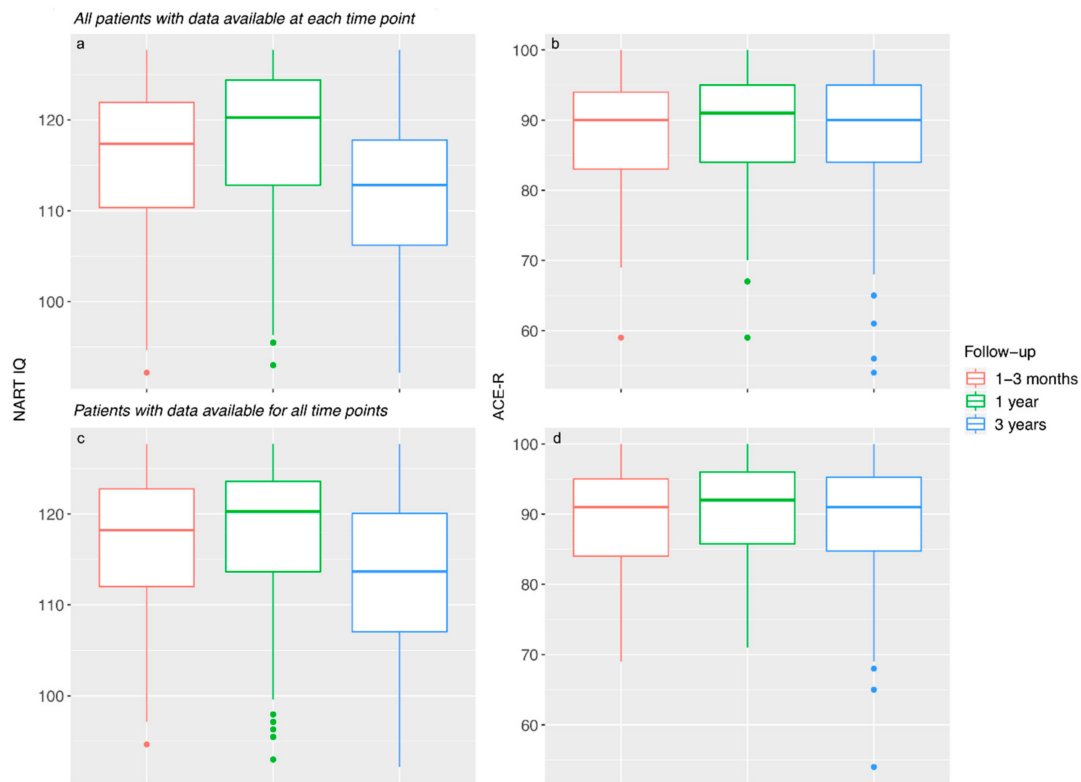 All patients with data available at each time point
a
120
110
100
b
100
90
80
70
60
NART IQ
ACE-R
Follow-up
1-3 months
1 year
3 years
Patients with data available for all time points
c
120
110
100
d
100
90
80
70
60